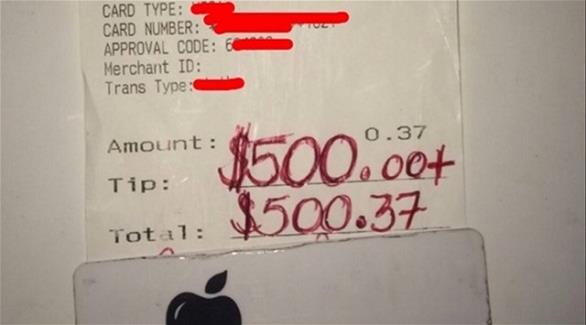 CARD TYPE:
CARD NUMBER:
APPROVAL CODE: 6
Merchant ID:
Trans Type:
Amount: 0.37
Tip: $500.00+
Total: $500.37